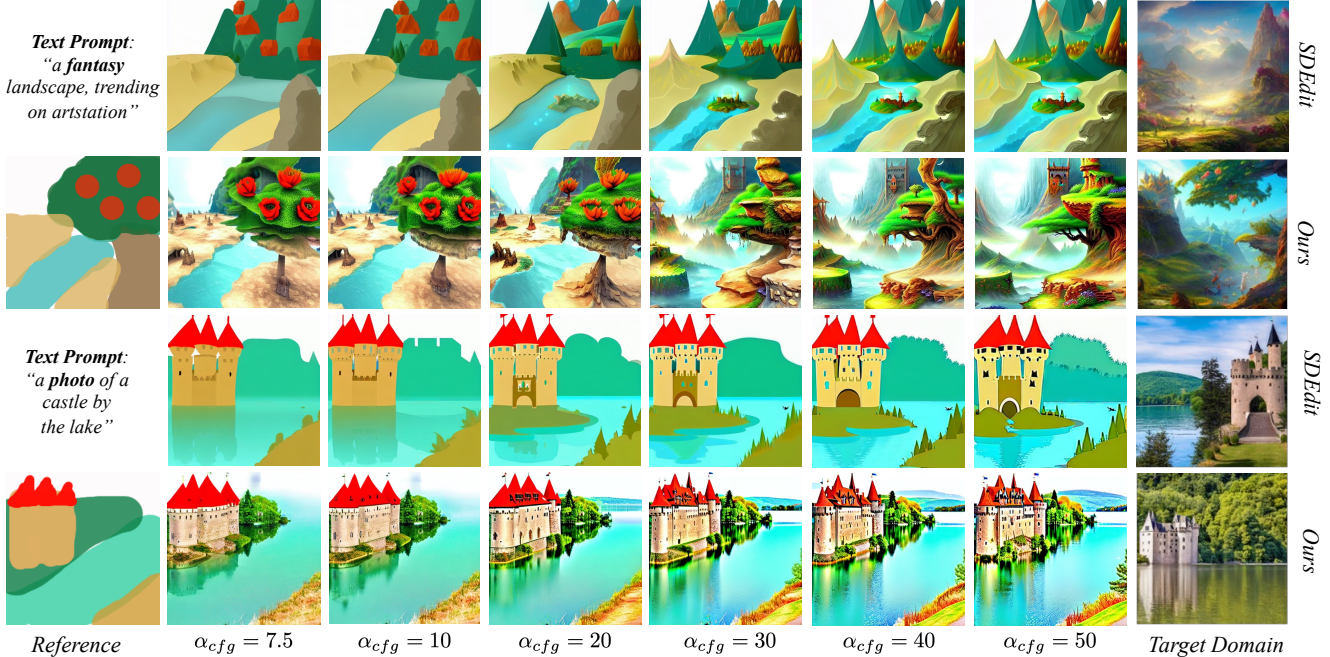 Text Prompt:
“a fantasy
landscape, trending
on artstation”
SDEdit
Ours
Text Prompt:
“a photo of a
castle by
the lake”
SDEdit
Ours
Reference
α_cfg = 7.5
α_cfg = 10
α_cfg = 20
α_cfg = 30
α_cfg = 40
α_cfg = 50
Target Domain